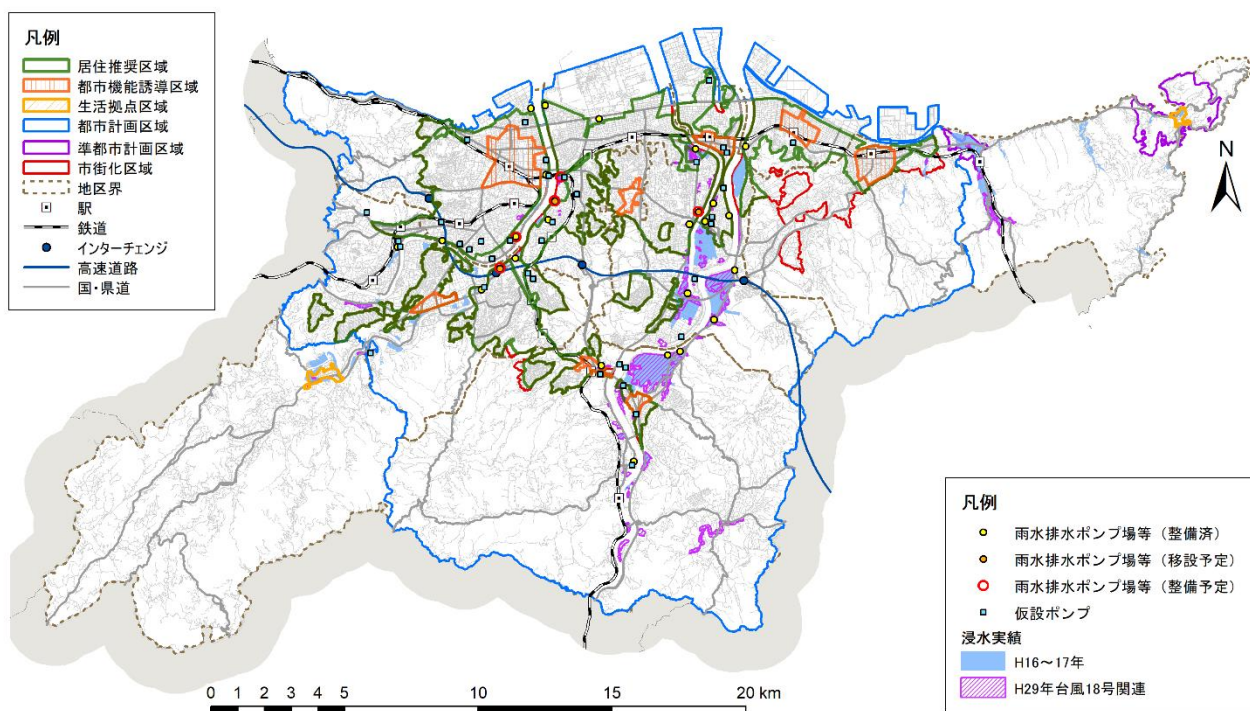 凡例
居住推奨区域
都市機能誘導区域
生活拠点区域
都市計画区域
準都市計画区域
市街化区域
地区界
駅
鉄道
インターチェンジ
高速道路
国・県道
N
凡例
雨水排水ポンプ場等（整備済）
雨水排水ポンプ場等（移設予定）
雨水排水ポンプ場等（整備予定）
仮設ポンプ
浸水実績
H16～17年
H29年台風18号関連
0 1 2 3 4 5 10 15 20 km